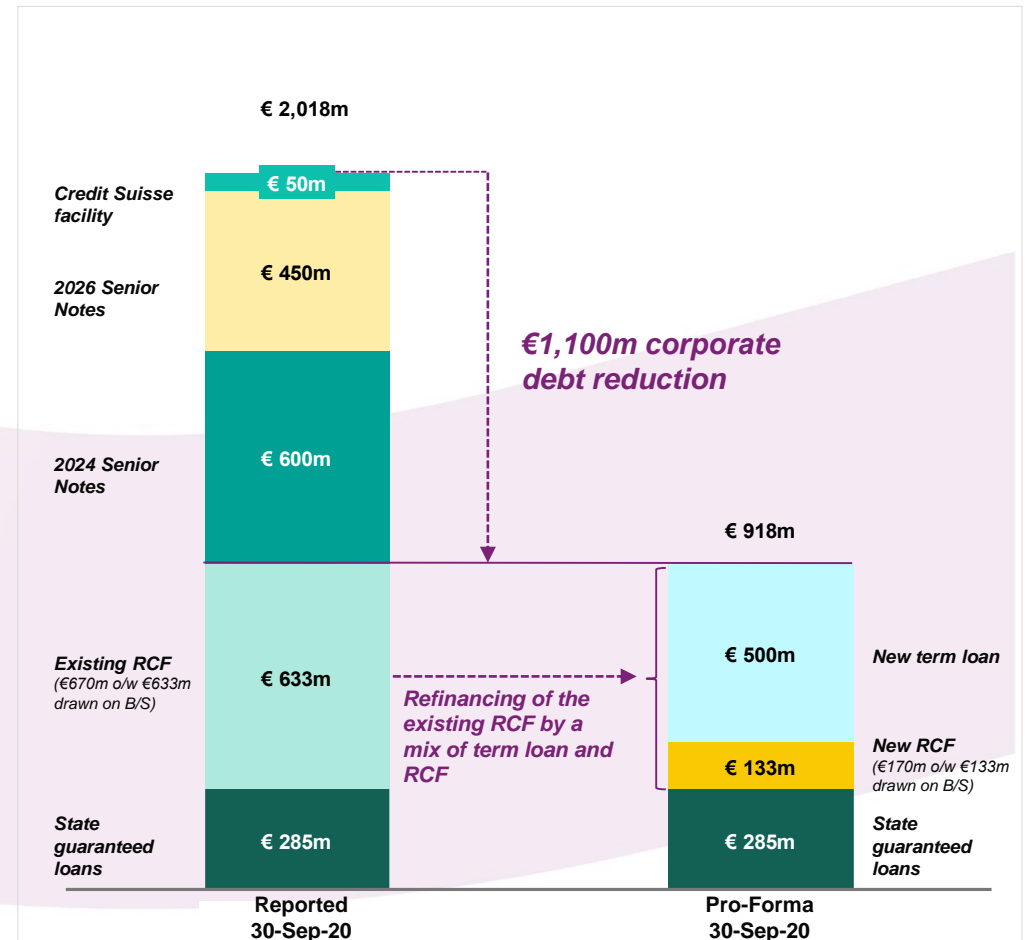 € 2,018m
Credit Suisse
facility
€ 50m
2026 Senior
Notes
€ 450m
€1,100m corporate
debt reduction
2024 Senior
Notes
€ 600m
€ 918m
Existing RCF
(€670m o/w €633m
drawn on B/S)
€ 633m
Refinancing of the
existing RCF by a
mix of term loan and
RCF
€ 500m
New term loan
€ 133m
New RCF
(€170m o/w €133m
drawn on B/S)
State
guaranteed
loans
€ 285m
€ 285m
State
guaranteed
loans
Reported
30-Sep-20
Pro-Forma
30-Sep-20